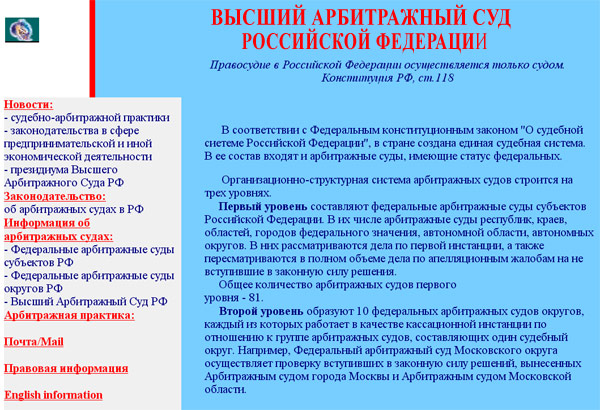 ВЫСШИЙ АРБИТРАЖНЫЙ СУД
РОССИЙСКОЙ ФЕДЕРАЦИИ
Правосудие в Российской Федерации осуществляется только судом.
Конституция РФ, ст.118
Новости:
- судебно-арбитражной практики
- законодательства в сфере
предпринимательской и иной
экономической деятельности
- президиума Высшего
Арбитражного Суда РФ
Законодательство:
об арбитражных судах в РФ
Информация об
арбитражных судах:
- Федеральные арбитражные суды
субъектов РФ
- Федеральные арбитражные суды
округов РФ
- Высший Арбитражный Суд РФ
Арбитражная практика:
Почта/Mail
Правовая информация
English information
В соответствии с Федеральным конституционным законом "О судебной
сиетеме Российской Федерации", в стране создана единая судебная система.
В ее состав входят и арбитражные суды, имеющие статус федеральных.
Организационно-структурная система арбитражных судов строится на
трех уровнях.
Первый уровень составляют федеральные арбитражные суды субъектов
Российской Федерации. В их числе арбитражные суды республик, краев,
областей, городов федерального значения, автономной области, автономных
округов. В них рассматриваются дела по первой инстанции, а также
пересматриваются в полном объеме дела по апелляционным жалобам на не
вступившие в законную силу решения.
Общее количество арбитражных судов первого
уровня - 81.
Второй уровень образуют 10 федеральных арбитражных судов округов,
каждый из которых работает в качестве кассационной инстанции по
отношению к группе арбитражных судов, составляющих один судебный
округ. Например, Федеральный арбитражный суд Московского округа
осуществляет проверку вступивших в законную силу решений, вынесенных
Арбитражным судом города Москвы и Арбитражным судом Московской
области.